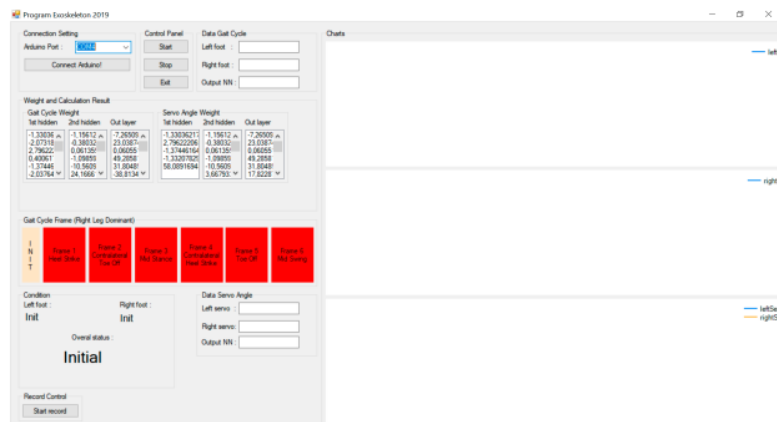 Program Exoskeleton 2019
Connection Setting
Arduino Port :
COM4
Connect Arduino!
Control Panel
Start
Stop
Exit
Data Gait Cycle
Left foot :
Right foot :
Output NN :
Charts
left
right
leftSe
rightS
Weight and Calculation Result
Gait Cycle Weight
1st hidden 2nd hidden Out layer
-1,33036 -1,15612 -7,26509
-2,07318 -0,38032 23,0387
2,79622 0,06135 0,06055
0,40061 -1,09855 49,2858
-1,37446 -10,5605 31,8048
-2,03764 24,1666 -38,8134
Servo Angle Weight
1st hidden 2nd hidden Out layer
-1,33036217 -1,15612 -7,26509
2,79622206 -0,38032 23,0387
-1,37446164 0,06135 0,06055
-1,33207829 -1,09855 49,2858
58,0891694 -10,5605 31,8048
3,66793 17,8228
Gait Cycle Frame (Right Leg Dominant)
INIT
Frame 1 Heel Strike
Frame 2 Contralateral Toe Off
Frame 3 Mid Stance
Frame 4 Contralateral Heel Strike
Frame 5 Toe Off
Frame 6 Mid Swing
Condition
Left foot :
Right foot :
Init
Init
Overal status :
Initial
Data Servo Angle
Left servo :
Right servo:
Output NN :
Record Control
Start record